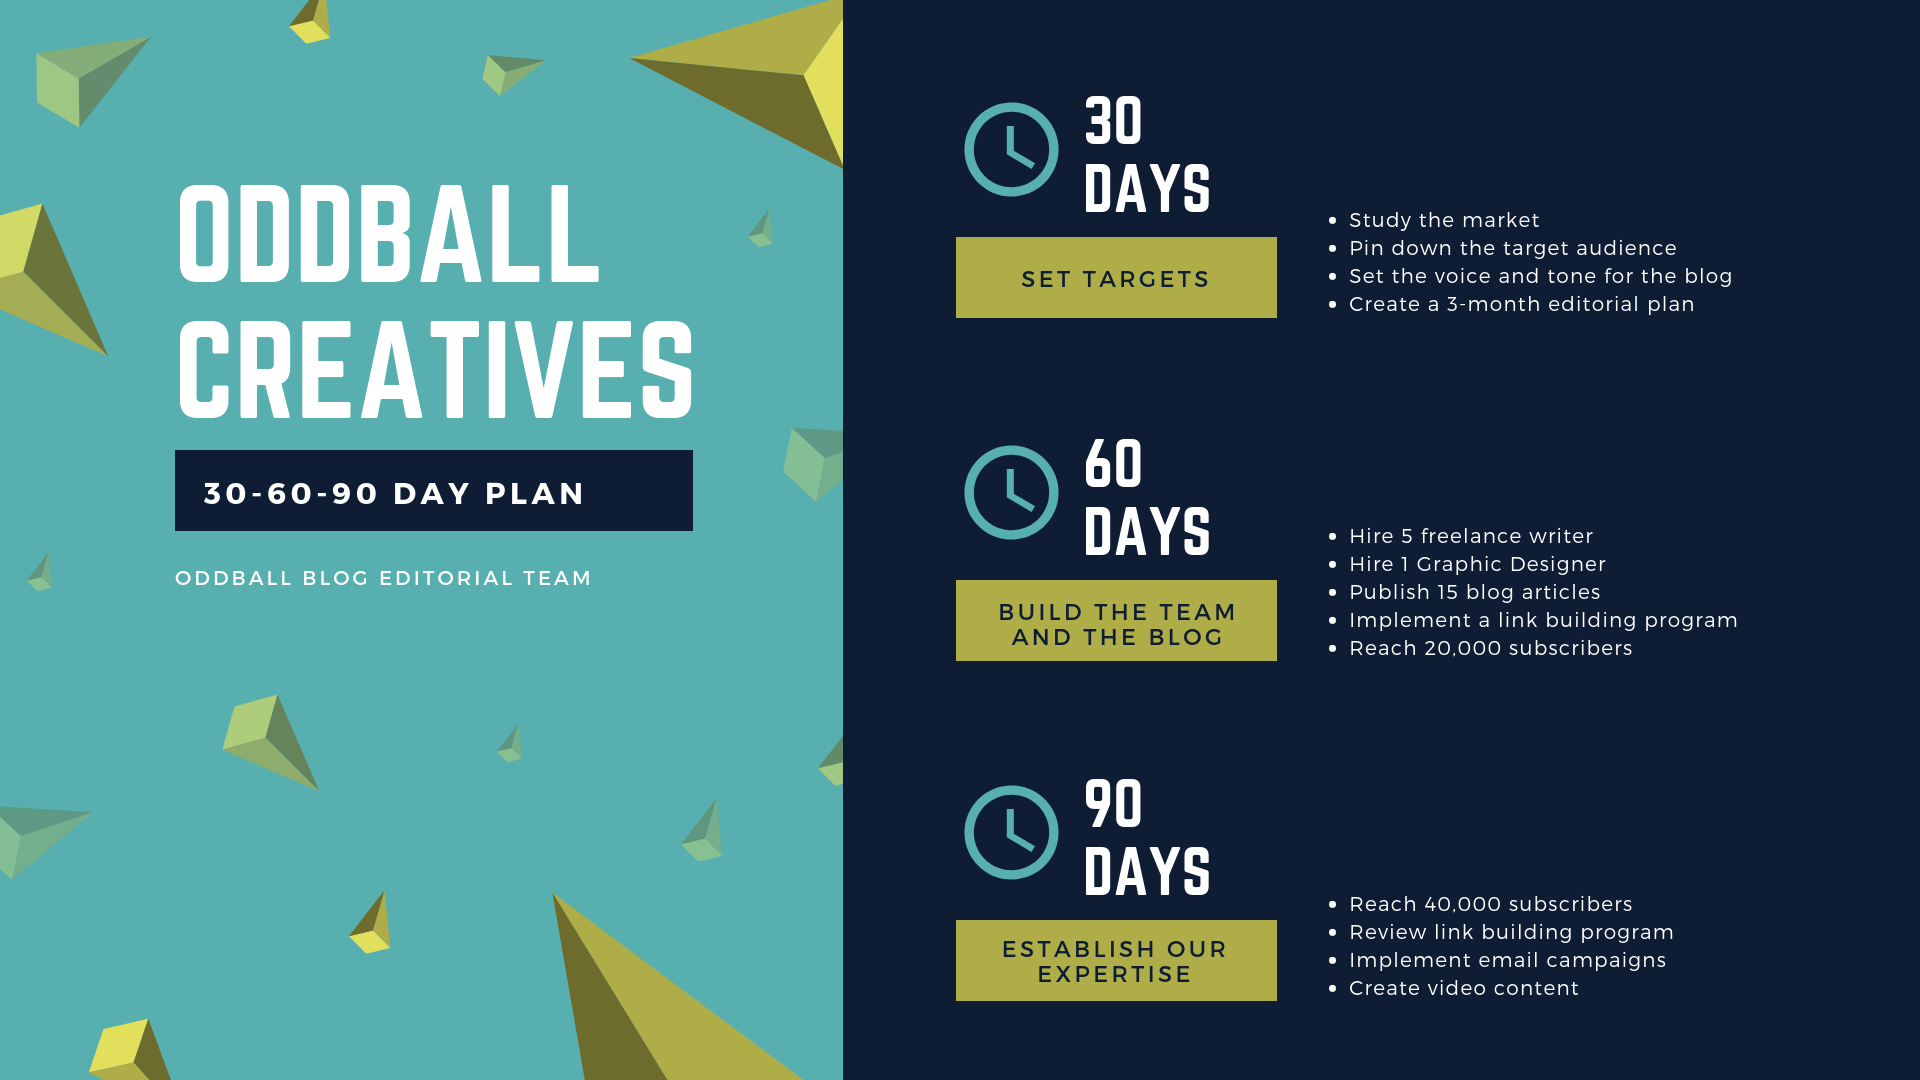 ODDBALL
CREATIVES
30-60-90 DAY PLAN
ODDBALL BLOG EDITORIAL TEAM
30
DAYS
SET TARGETS
• Study the market
• Pin down the target audience
• Set the voice and tone for the blog
• Create a 3-month editorial plan
60
DAYS
BUILD THE TEAM
AND THE BLOG
• Hire 5 freelance writer
• Hire 1 Graphic Designer
• Publish 15 blog articles
• Implement a link building program
• Reach 20,000 subscribers
90
DAYS
ESTABLISH OUR
EXPERTISE
• Reach 40,000 subscribers
• Review link building program
• Implement email campaigns
• Create video content